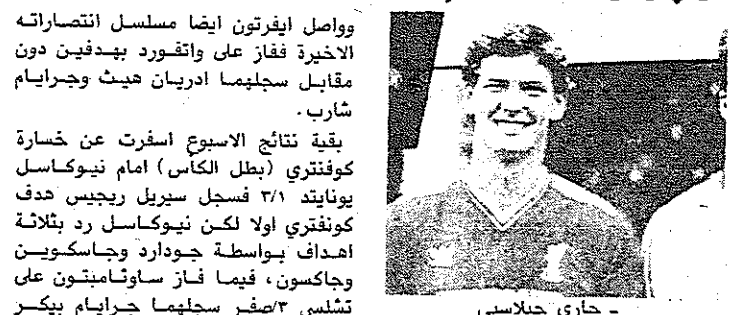 وواصل ايفرتون ايضا مسلسل انتصاراته
الاخيرة ففاز على واتفورد بهدفين دون
مقابل سجلهما ادريان هيث وجرايام
شارب.
بقية نتائج الاسبوع اسفرت عن خسارة
كوفنتري (بطل الكأس) امام نيوكاسل
يونايتد ٣/١ فسجل سيريل ريجيس هدف
كونفتري اولا لكن نيوكاسل رد بثلاثة
اهداف بواسطة جودارد وجاسكوين
وجاكسون، فيما فاز ساوثامبتون على
تشلسي ٣/صفر سجلهما جرايام بيكر
- جاري جيلاسبي